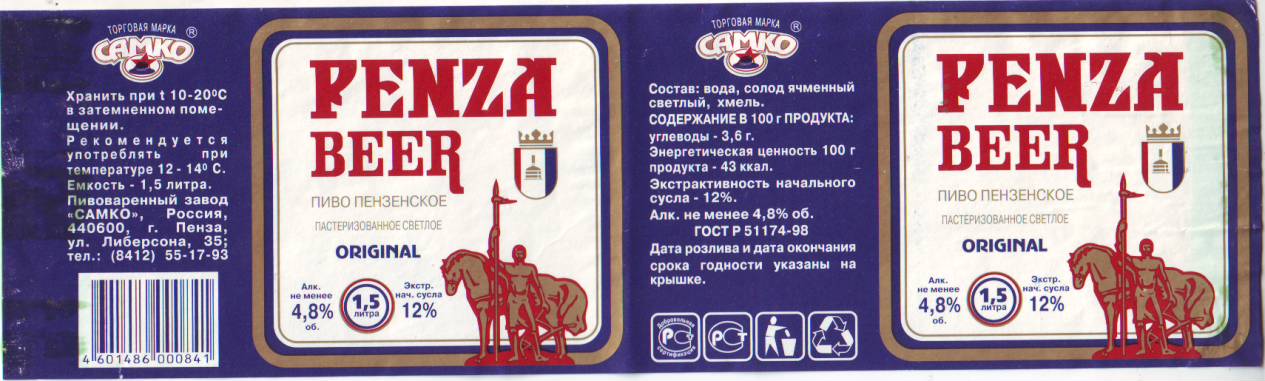 ТОРГОВАЯ МАРКА ®
САМКО
Хранить при t 10-20⁰С
в затемненном поме-
щении.
Рекомендуется
употреблять при
температуре 12 - 14⁰ С.
Емкость - 1,5 литра.
Пивоваренный завод
«САМКО», Россия,
440600, г. Пенза,
ул. Либерсона, 35;
тел.: (8412) 55-17-93
4 601486 000841
PENZA
BEER
ПИВО ПЕНЗЕНСКОЕ
ПАСТЕРИЗОВАННОЕ СВЕТЛОЕ
ORIGINAL
Алк.
не менее
4,8%
об.
1,5
литра
Экстр.
нач. сусла
12%
ТОРГОВАЯ МАРКА ®
САМКО
Состав: вода, солод ячменный
светлый, хмель.
СОДЕРЖАНИЕ В 100 г ПРОДУКТА:
углеводы - 3,6 г.
Энергетическая ценность 100 г
продукта - 43 ккал.
Экстрактивность начального
сусла - 12%.
Алк. не менее 4,8% об.
ГОСТ Р 51174-98
Дата розлива и дата окончания
срока годности указаны на
крышке.
Добровольная
РСТ
сертификация
РСТ
PENZA
BEER
ПИВО ПЕНЗЕНСКОЕ
ПАСТЕРИЗОВАННОЕ СВЕТЛОЕ
ORIGINAL
Алк.
не менее
4,8%
об.
1,5
литра
Экстр.
нач. сусла
12%